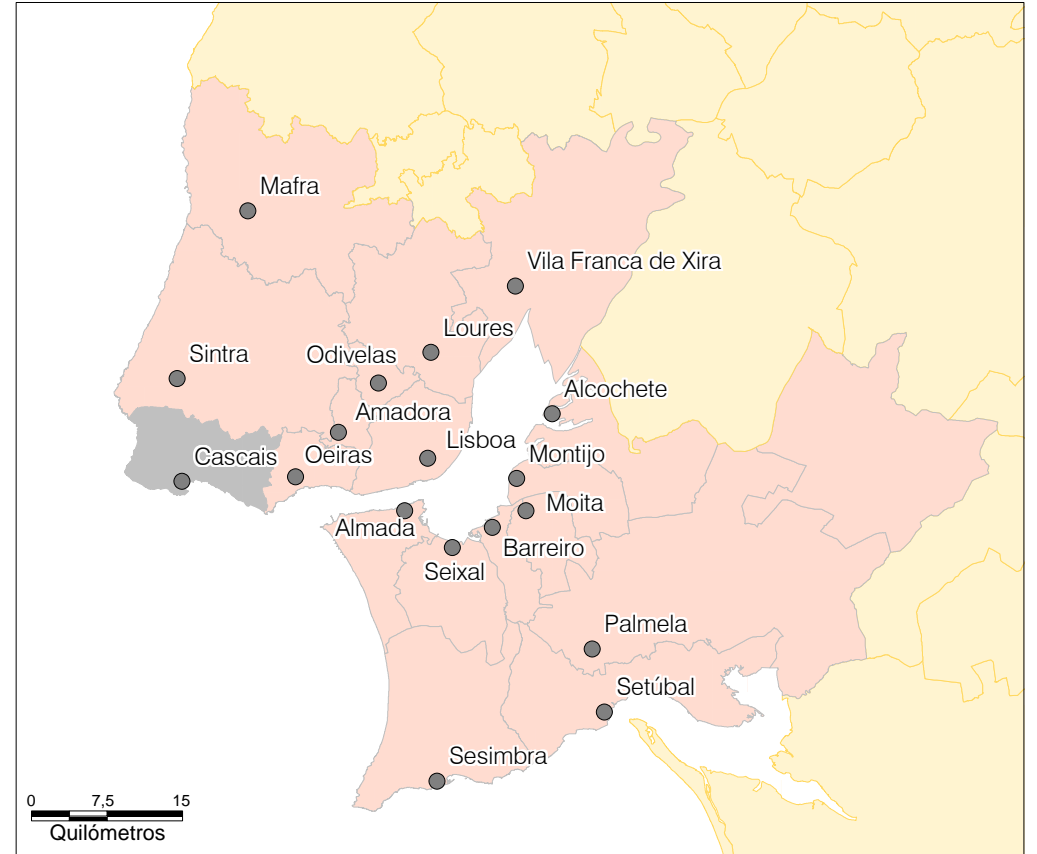 Mafra
Vila Franca de Xira
Loures
Sintra
Odivelas
Alcochete
Amadora
Lisboa
Cascais
Oeiras
Montijo
Moita
Almada
Barreiro
Seixal
Palmela
Setúbal
Sesimbra
0 7,5 15
Quilómetros